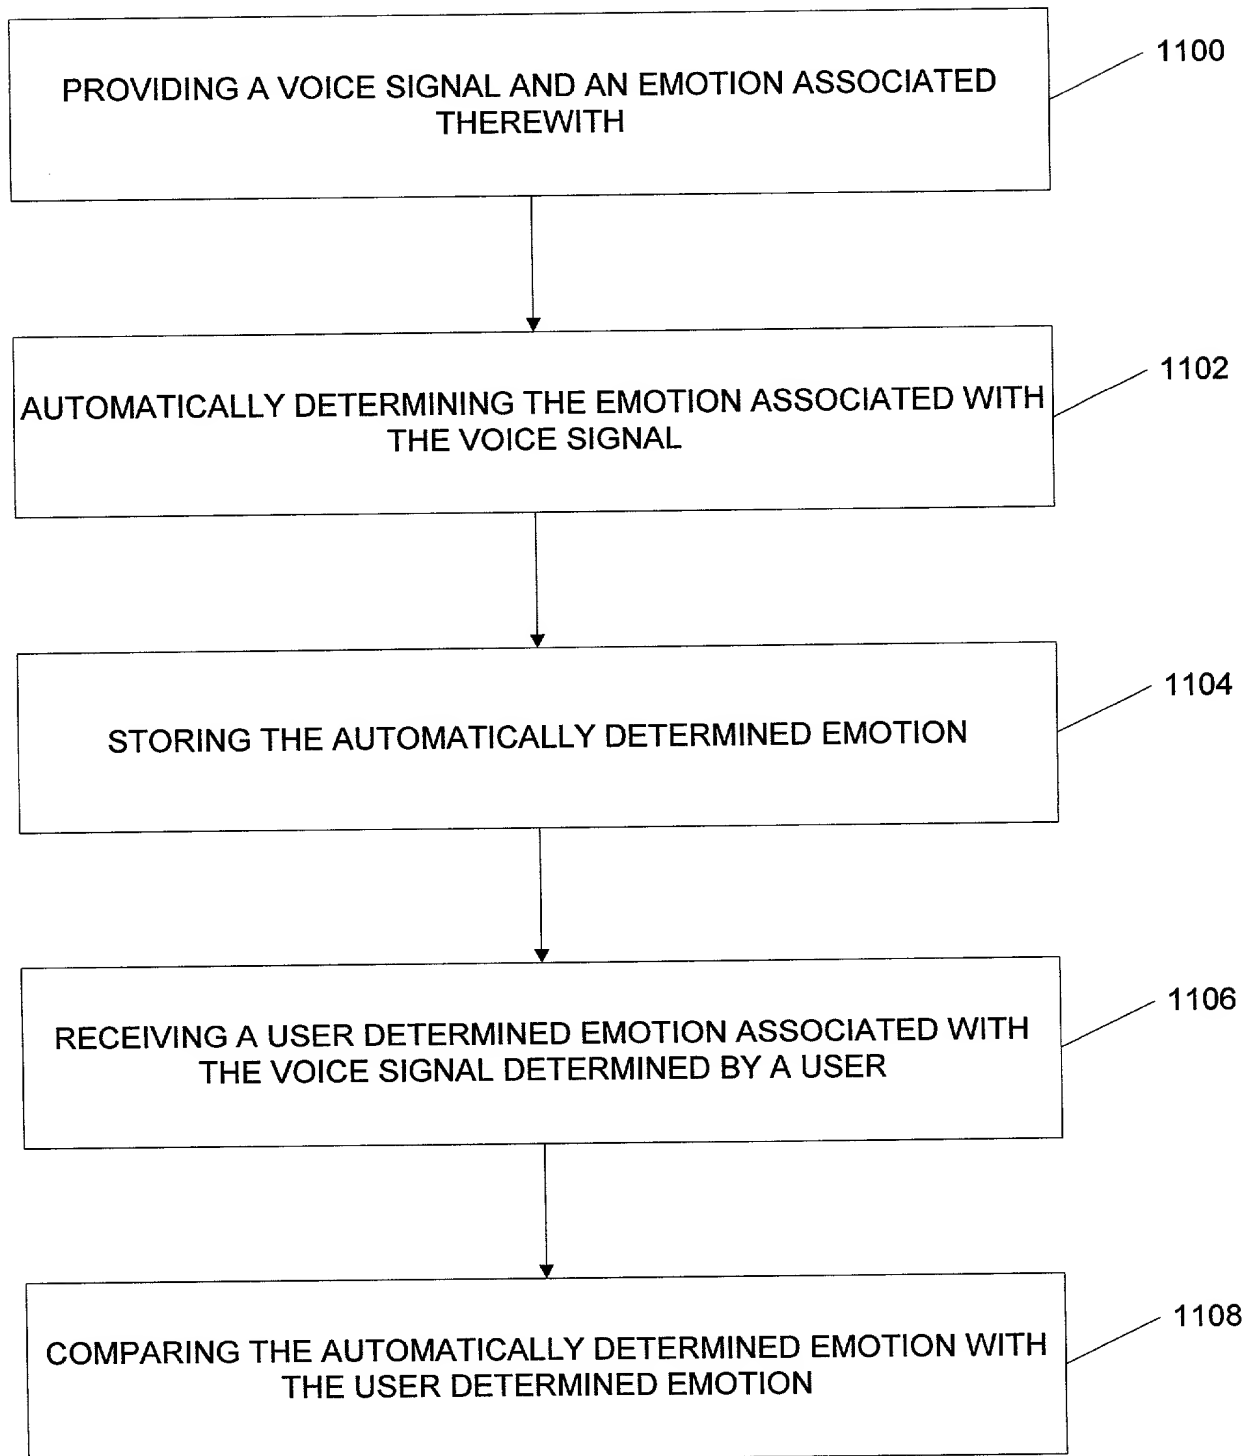 PROVIDING A VOICE SIGNAL AND AN EMOTION ASSOCIATED
THEREWITH
1100
AUTOMATICALLY DETERMINING THE EMOTION ASSOCIATED WITH
THE VOICE SIGNAL
1102
STORING THE AUTOMATICALLY DETERMINED EMOTION
1104
RECEIVING A USER DETERMINED EMOTION ASSOCIATED WITH
THE VOICE SIGNAL DETERMINED BY A USER
1106
COMPARING THE AUTOMATICALLY DETERMINED EMOTION WITH
THE USER DETERMINED EMOTION
1108